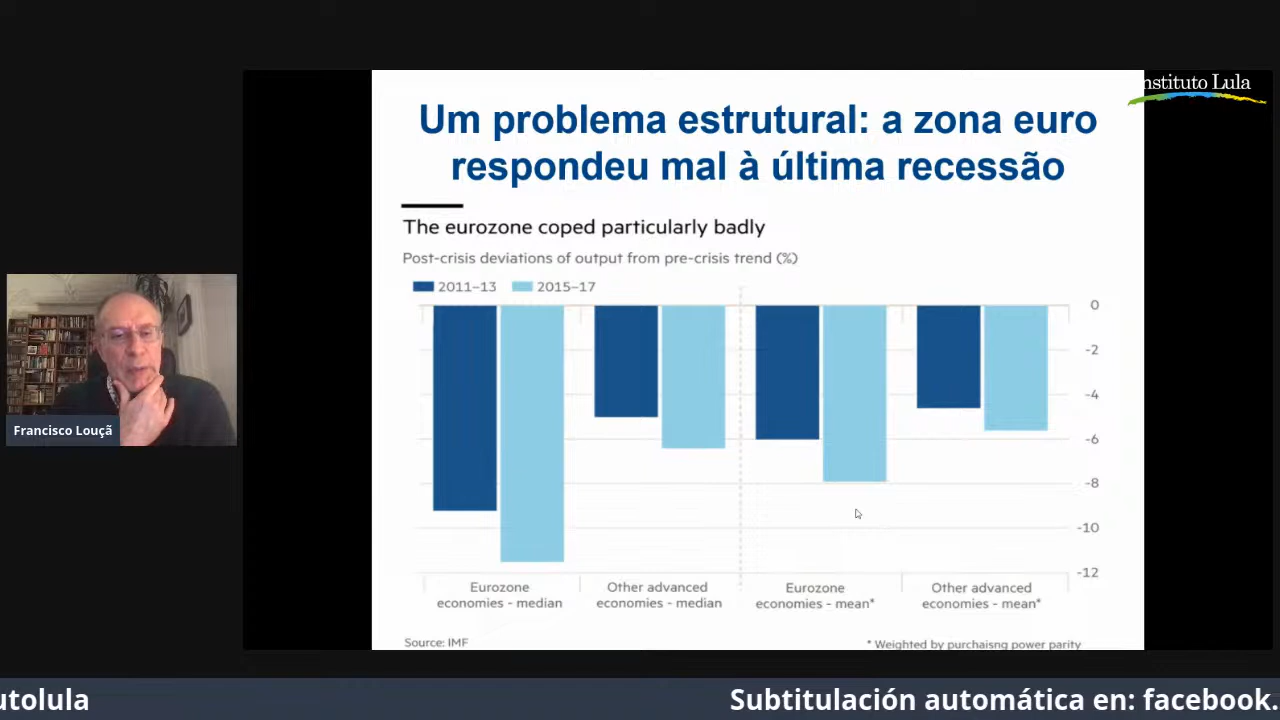 nstituto Lula
Um problema estrutural: a zona euro
respondeu mal à última recessão
The eurozone coped particularly badly
Post-crisis deviations of output from pre-crisis trend (%)
2011–13 2015–17
0
-2
-4
-6
-8
-10
-12
Eurozone
economies - median
Other advanced
economies - median
Eurozone
economies - mean*
Other advanced
economies - mean*
Source: IMF
* Weighted by purchaisng power parity
Francisco Louçã
utolula
Subtitulación automática en: facebook.